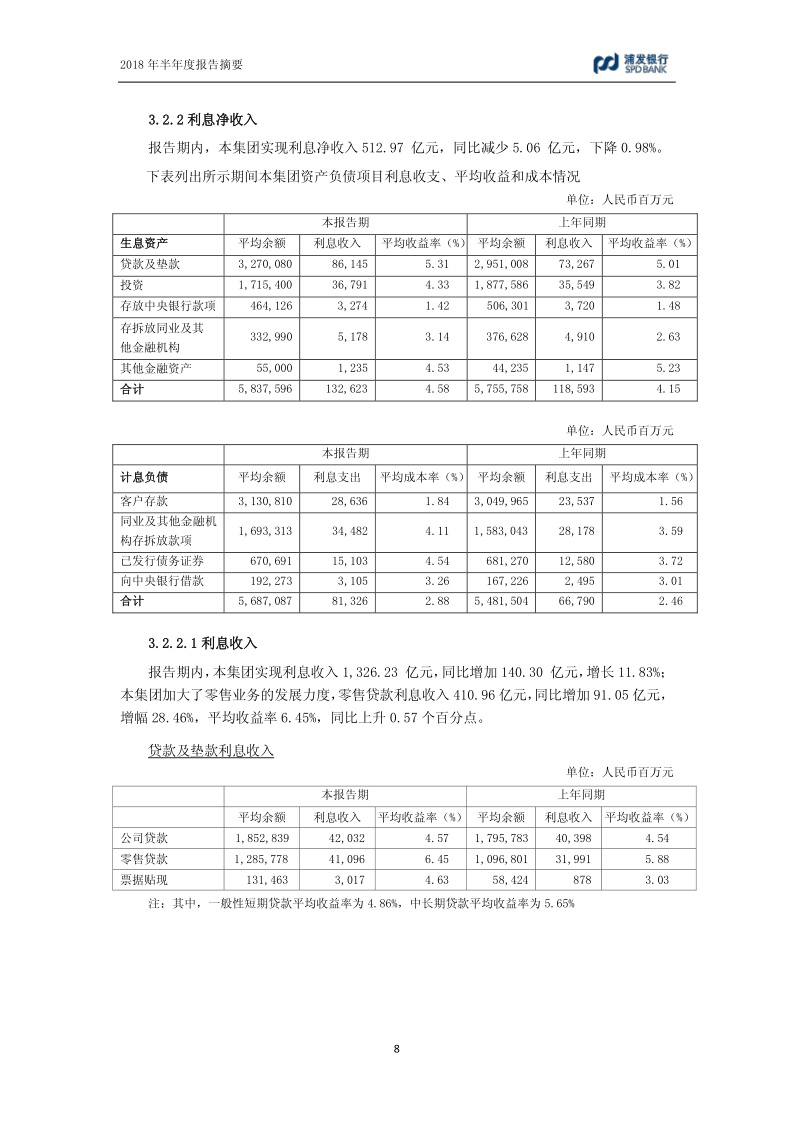 2018 年半年度报告摘要
浦发银行
SPD BANK
3.2.2 利息净收入
报告期内，本集团实现利息净收入 512.97 亿元，同比减少 5.06 亿元，下降 0.98%。
下表列出所示期间本集团资产负债项目利息收支、平均收益和成本情况
单位：人民币百万元
本报告期 上年同期
生息资产 平均余额 利息收入 平均收益率（%） 平均余额 利息收入 平均收益率（%）
贷款及垫款 3,270,080 86,145 5.31 2,951,008 73,267 5.01
投资 1,715,400 36,791 4.33 1,877,586 35,549 3.82
存放中央银行款项 464,126 3,274 1.42 506,301 3,720 1.48
存拆放同业及其
他金融机构 332,990 5,178 3.14 376,628 4,910 2.63
其他金融资产 55,000 1,235 4.53 44,235 1,147 5.23
合计 5,837,596 132,623 4.58 5,755,758 118,593 4.15
单位：人民币百万元
本报告期 上年同期
计息负债 平均余额 利息支出 平均成本率（%） 平均余额 利息支出 平均成本率（%）
客户存款 3,130,810 28,636 1.84 3,049,965 23,537 1.56
同业及其他金融机
构存拆放款项 1,693,313 34,482 4.11 1,583,043 28,178 3.59
已发行债务证券 670,691 15,103 4.54 681,270 12,580 3.72
向中央银行借款 192,273 3,105 3.26 167,226 2,495 3.01
合计 5,687,087 81,326 2.88 5,481,504 66,790 2.46
3.2.2.1 利息收入
报告期内，本集团实现利息收入 1,326.23 亿元，同比增加 140.30 亿元，增长 11.83%；
本集团加大了零售业务的发展力度，零售贷款利息收入 410.96 亿元，同比增加 91.05 亿元，
增幅 28.46%，平均收益率 6.45%，同比上升 0.57 个百分点。
贷款及垫款利息收入
单位：人民币百万元
本报告期 上年同期
平均余额 利息收入 平均收益率（%） 平均余额 利息收入 平均收益率（%）
公司贷款 1,852,839 42,032 4.57 1,795,783 40,398 4.54
零售贷款 1,285,778 41,096 6.45 1,096,801 31,991 5.88
票据贴现 131,463 3,017 4.63 58,424 878 3.03
注：其中，一般性短期贷款平均收益率为 4.86%，中长期贷款平均收益率为 5.65%
8